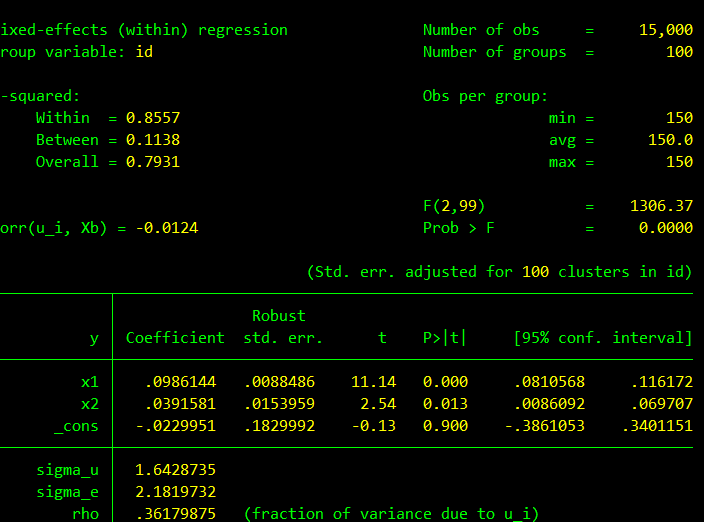 ixed-effects (within) regression Number of obs = 15,000
roup variable: id Number of groups = 100
-squared: Obs per group:
Within = 0.8557 min = 150
Between = 0.1138 avg = 150.0
Overall = 0.7931 max = 150
F(2,99) = 1306.37
orr(u_i, Xb) = -0.0124 Prob > F = 0.0000
(Std. err. adjusted for 100 clusters in id)
Robust
y Coefficient std. err. t P>|t| [95% conf. interval]
x1 .0986144 .0088486 11.14 0.000 .0810568 .116172
x2 .0391581 .0153959 2.54 0.013 .0086092 .069707
_cons -.0229951 .1829992 -0.13 0.900 -.3861053 .3401151
sigma_u 1.6428735
sigma_e 2.1819732
rho .36179875 (fraction of variance due to u_i)